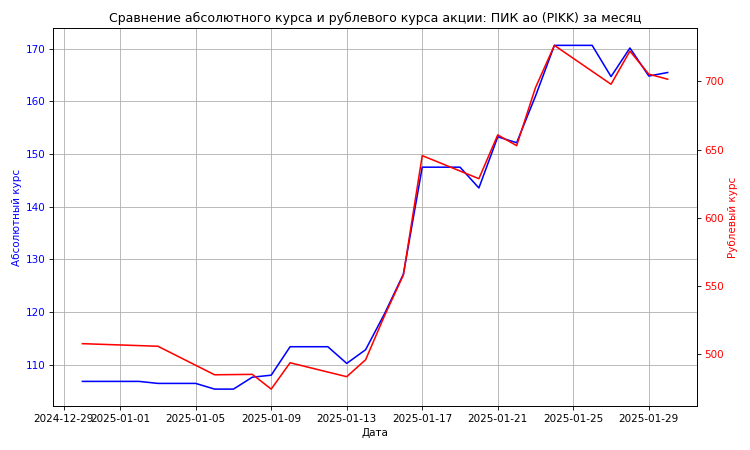 Сравнение абсолютного курса и рублевого курса акции: ПИК ао (PIKK) за месяц
Абсолютный курс
170
160
150
140
130
120
110
700
650
600
550
500
Рублевый курс
2024-12-29 2025-01-01 2025-01-05 2025-01-09 2025-01-13 2025-01-17 2025-01-21 2025-01-25 2025-01-29
Дата